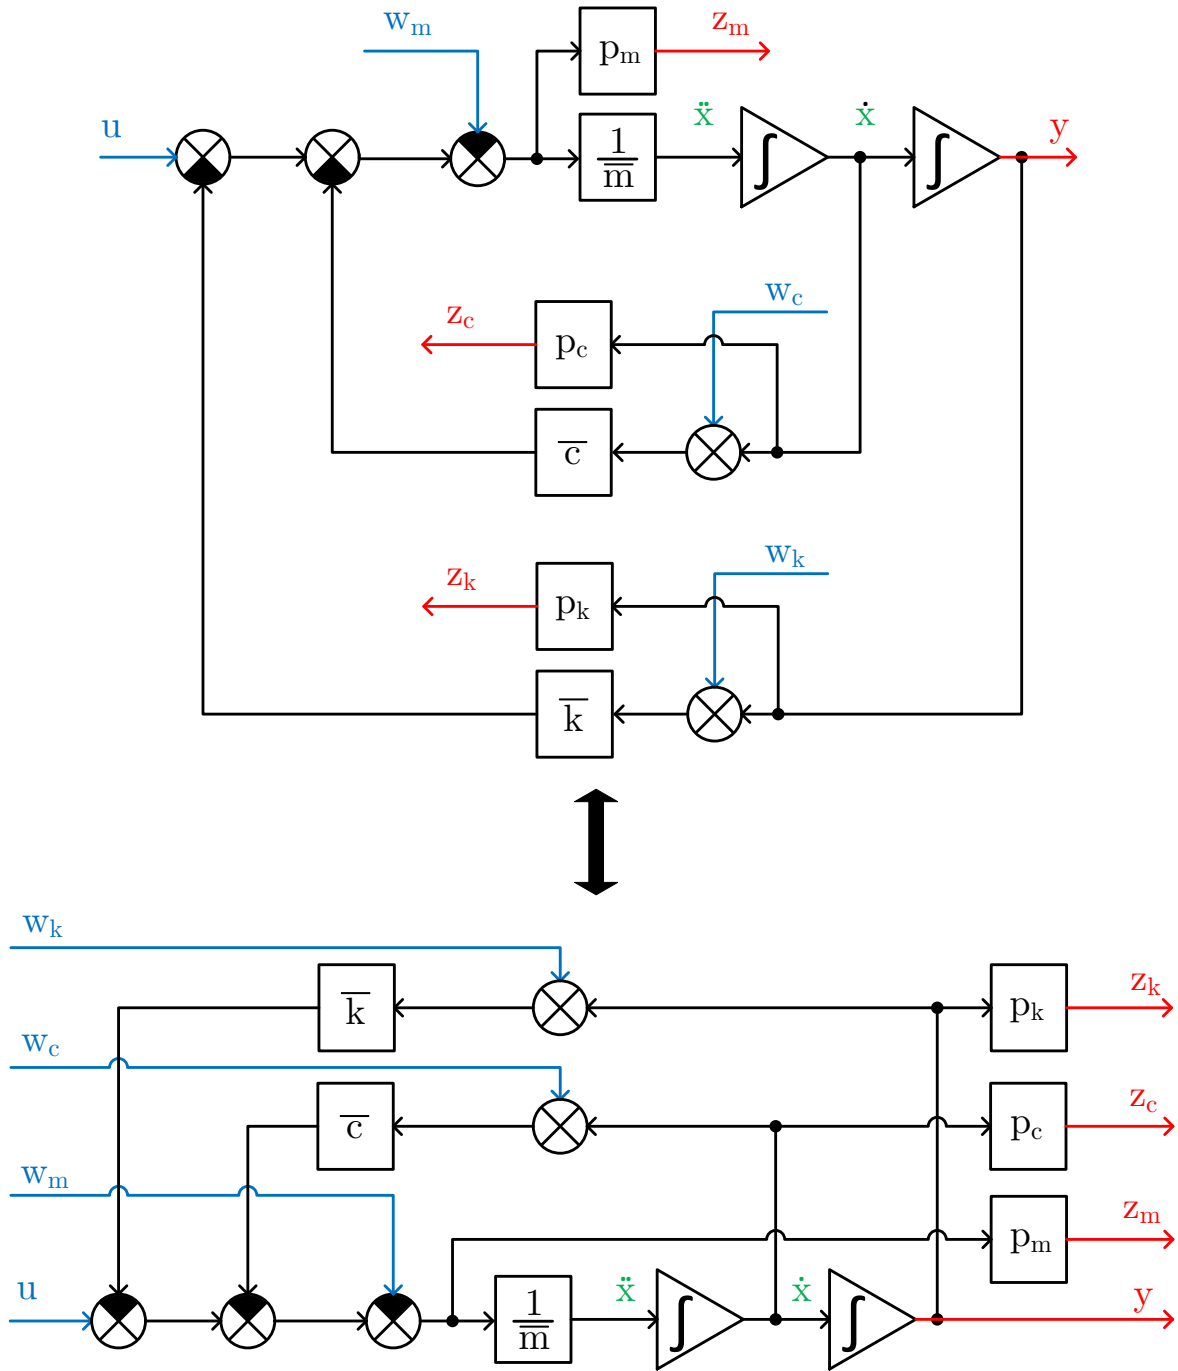 w_m z_m
p_m
u 1/m̅ ẍ ∫ ẋ ∫ y
w_c
z_c p_c
c̅
w_k
z_k p_k
k̅
w_k
k̅ p_k z_k
w_c
c̅ p_c z_c
w_m
p_m z_m
u 1/m̅ ẍ ∫ ẋ ∫ y